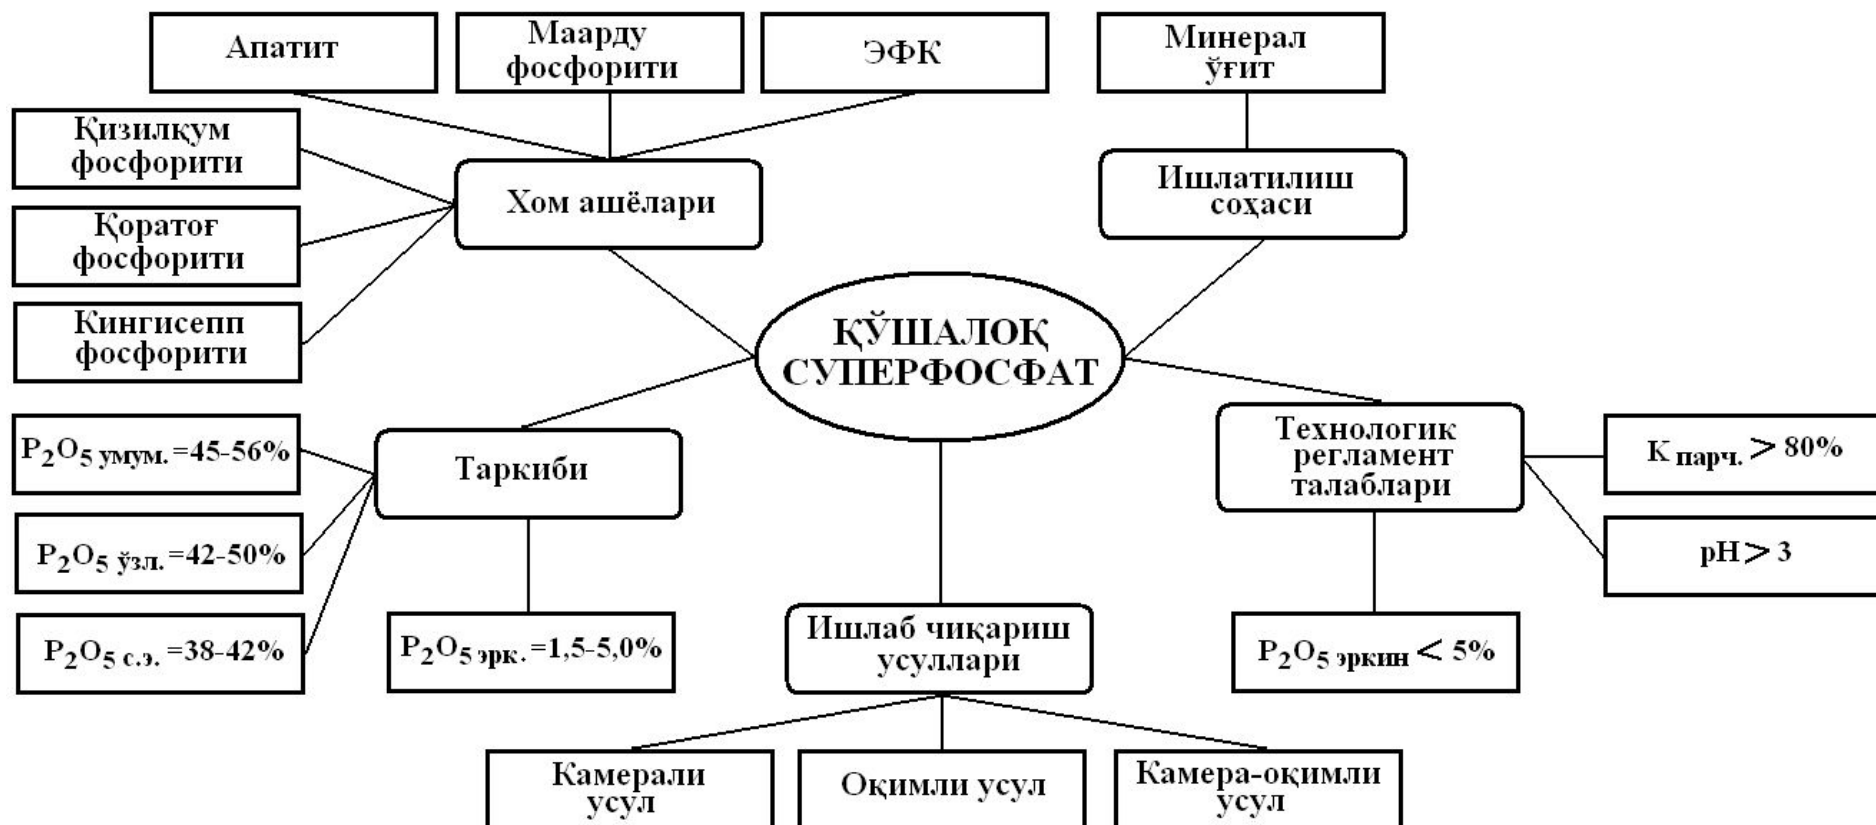 Апатит
Маарду
фосфорити
ЭФК
Минерал
ўғит
Қизилқум
фосфорити
Хом ашёлари
Ишлатилиш
соҳаси
Қоратоғ
фосфорити
Кингисепп
фосфорити
ҚЎШАЛОҚ
СУПЕРФОСФАТ
P₂O₅ умум. =45-56%
Таркиби
Технологик
регламент
талаблари
K парч. > 80%
P₂O₅ ўзл. =42-50%
pH > 3
P₂O₅ с.э. =38-42%
P₂O₅ эрк. =1,5-5,0%
Ишлаб чиқариш
усуллари
P₂O₅ эркин < 5%
Камерали
усул
Оқимли усул
Камера-оқимли
усул